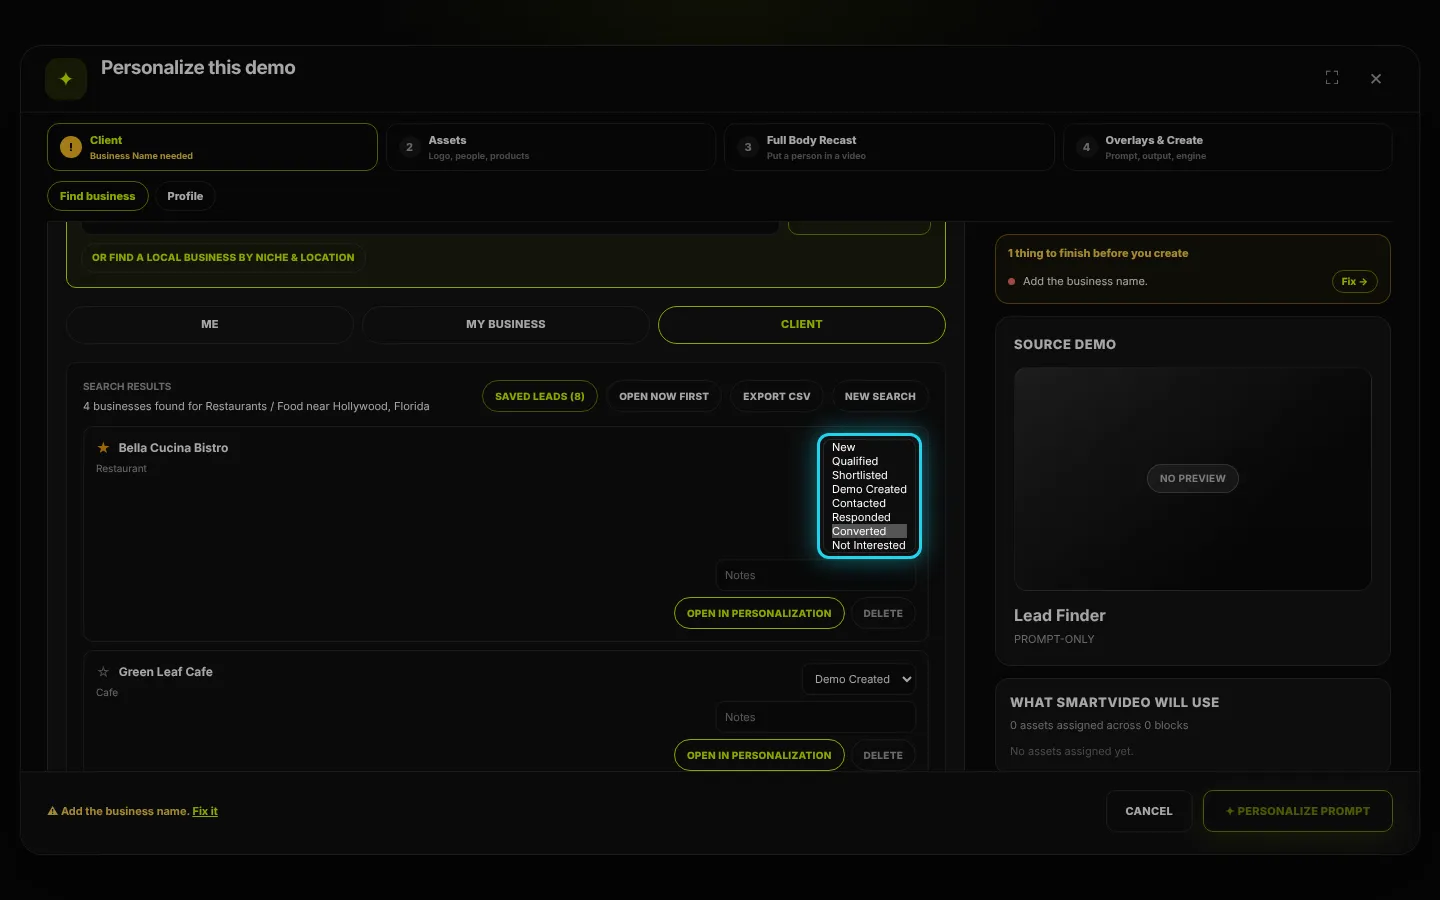 Personalize this demo
! Client
Business Name needed
2 Assets
Logo, people, products
3 Full Body Recast
Put a person in a video
4 Overlays & Create
Prompt, output, engine
Find business
Profile
OR FIND A LOCAL BUSINESS BY NICHE & LOCATION
ME
MY BUSINESS
CLIENT
SEARCH RESULTS
4 businesses found for Restaurants / Food near Hollywood, Florida
SAVED LEADS (8)
OPEN NOW FIRST
EXPORT CSV
NEW SEARCH
★ Bella Cucina Bistro
Restaurant
New
Qualified
Shortlisted
Demo Created
Contacted
Responded
Converted
Not Interested
Notes
OPEN IN PERSONALIZATION
DELETE
☆ Green Leaf Cafe
Cafe
Demo Created
Notes
OPEN IN PERSONALIZATION
DELETE
1 thing to finish before you create
Add the business name.
Fix →
SOURCE DEMO
NO PREVIEW
Lead Finder
PROMPT-ONLY
WHAT SMARTVIDEO WILL USE
0 assets assigned across 0 blocks
No assets assigned yet.
⚠ Add the business name. Fix it
CANCEL
✦ PERSONALIZE PROMPT